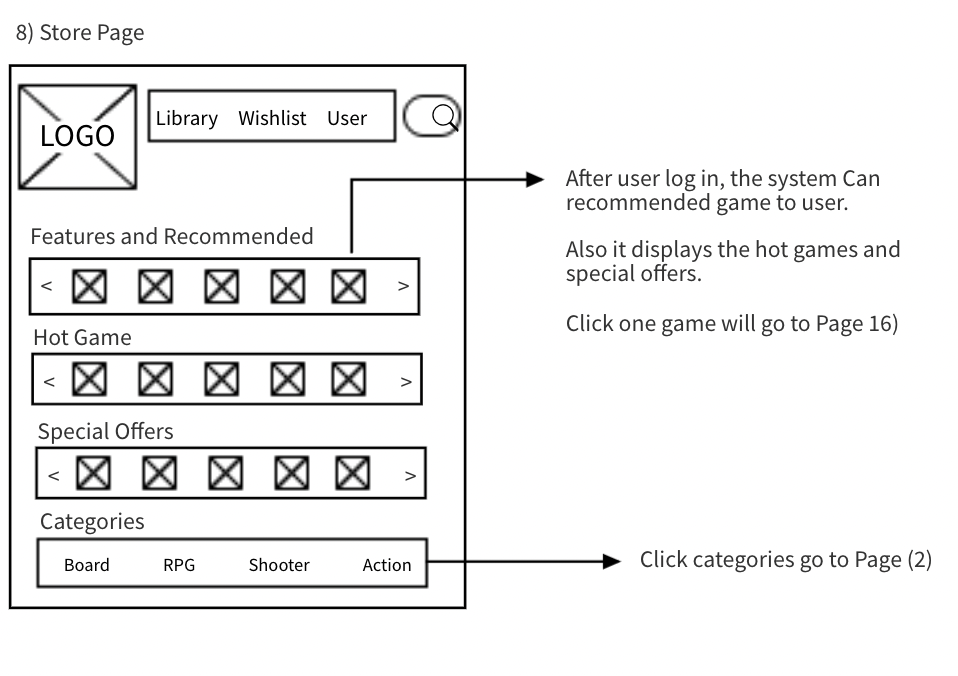 8) Store Page
LOGO
Library Wishlist User
After user log in, the system Can
recommended game to user.
Also it displays the hot games and
special offers.
Click one game will go to Page 16)
Features and Recommended
< >
Hot Game
< >
Special Offers
< >
Categories
Board RPG Shooter Action
Click categories go to Page (2)